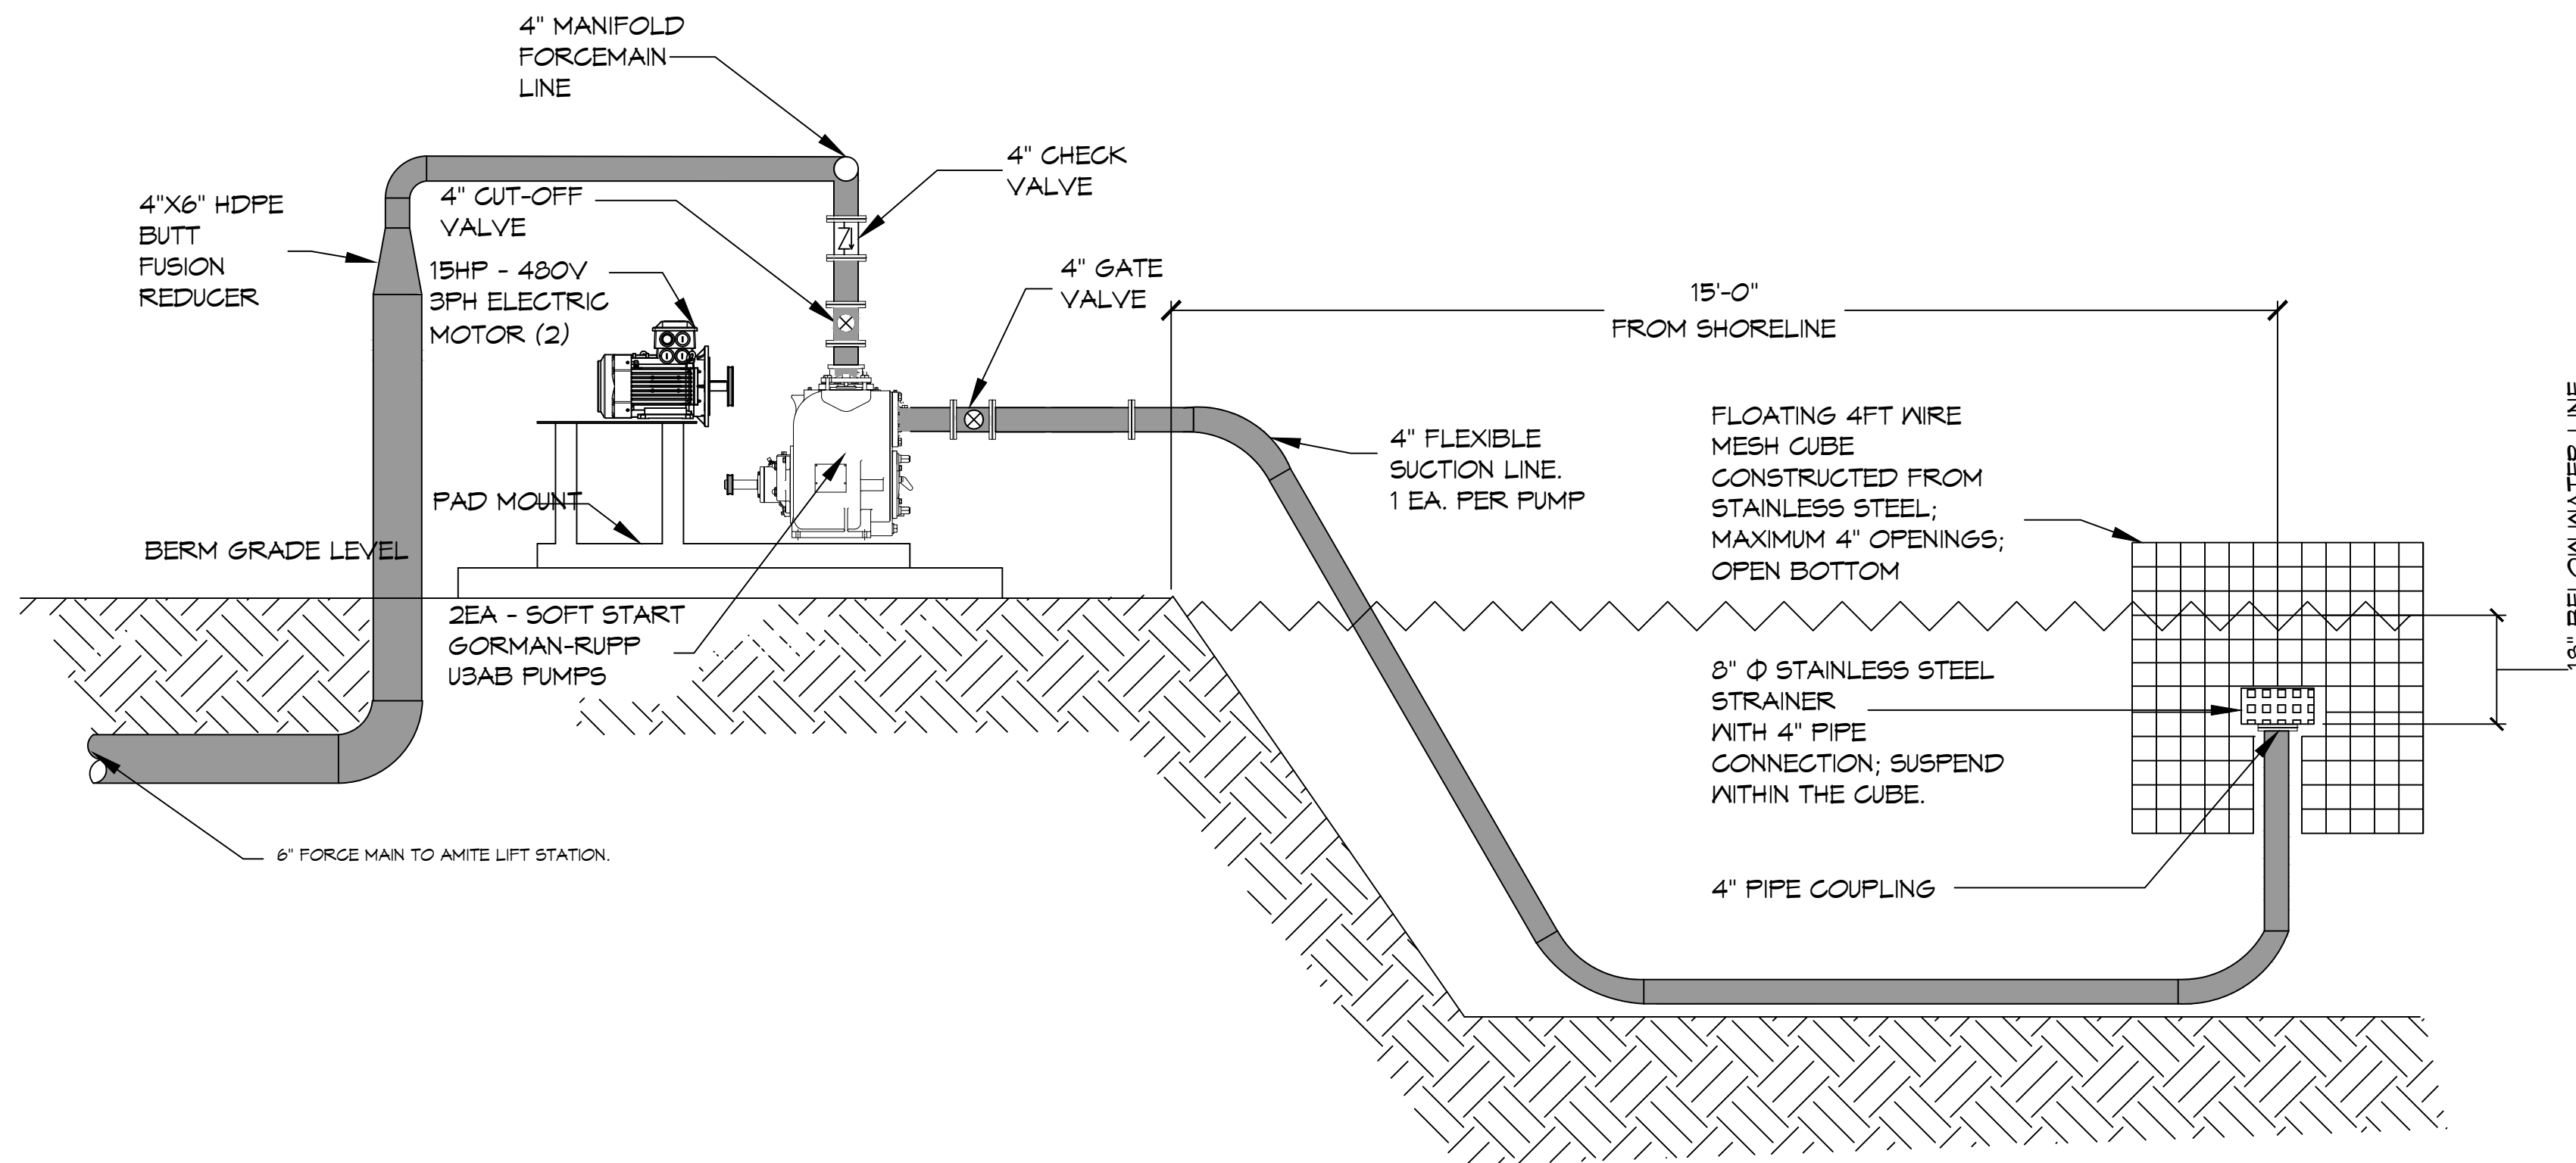 4" MANIFOLD
FORCEMAIN
LINE
4" CHECK
VALVE
4"X6" HDPE
BUTT
FUSION
REDUCER
4" CUT-OFF
VALVE
15HP - 480V
3PH ELECTRIC
MOTOR (2)
4" GATE
VALVE
15'-0"
FROM SHORELINE
4" FLEXIBLE
SUCTION LINE.
1 EA. PER PUMP
FLOATING 4FT WIRE
MESH CUBE
CONSTRUCTED FROM
STAINLESS STEEL;
MAXIMUM 4" OPENINGS;
OPEN BOTTOM
18" BELOW WATER LINE
PAD MOUNT
BERM GRADE LEVEL
2EA - SOFT START
GORMAN-RUPP
U3AB PUMPS
8" Φ STAINLESS STEEL
STRAINER
WITH 4" PIPE
CONNECTION; SUSPEND
WITHIN THE CUBE.
6" FORCE MAIN TO AMITE LIFT STATION.
4" PIPE COUPLING